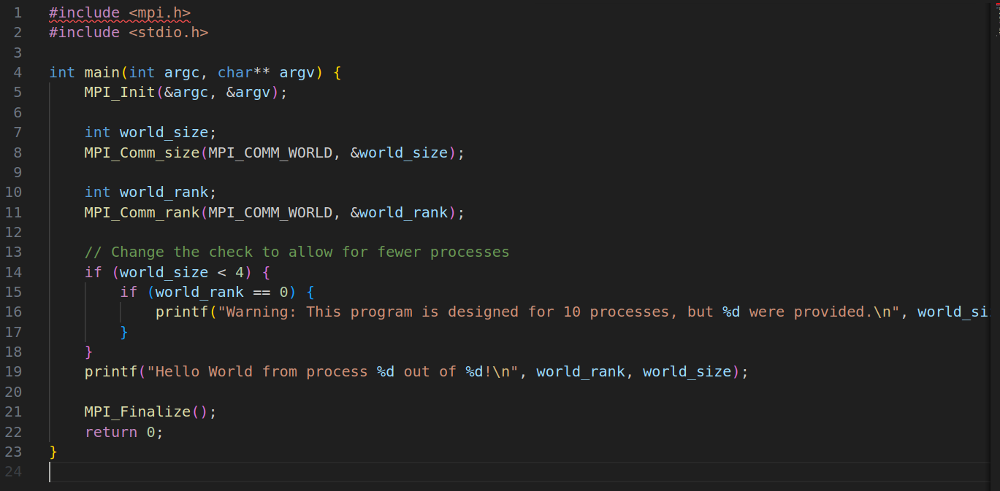 1 #include <mpi.h>
2 #include <stdio.h>
3
4 int main(int argc, char** argv) {
5     MPI_Init(&argc, &argv);
6
7     int world_size;
8     MPI_Comm_size(MPI_COMM_WORLD, &world_size);
9
10     int world_rank;
11     MPI_Comm_rank(MPI_COMM_WORLD, &world_rank);
12
13     // Change the check to allow for fewer processes
14     if (world_size < 4) {
15         if (world_rank == 0) {
16             printf("Warning: This program is designed for 10 processes, but %d were provided.\n", world_si
17         }
18     }
19     printf("Hello World from process %d out of %d!\n", world_rank, world_size);
20
21     MPI_Finalize();
22     return 0;
23 }
24